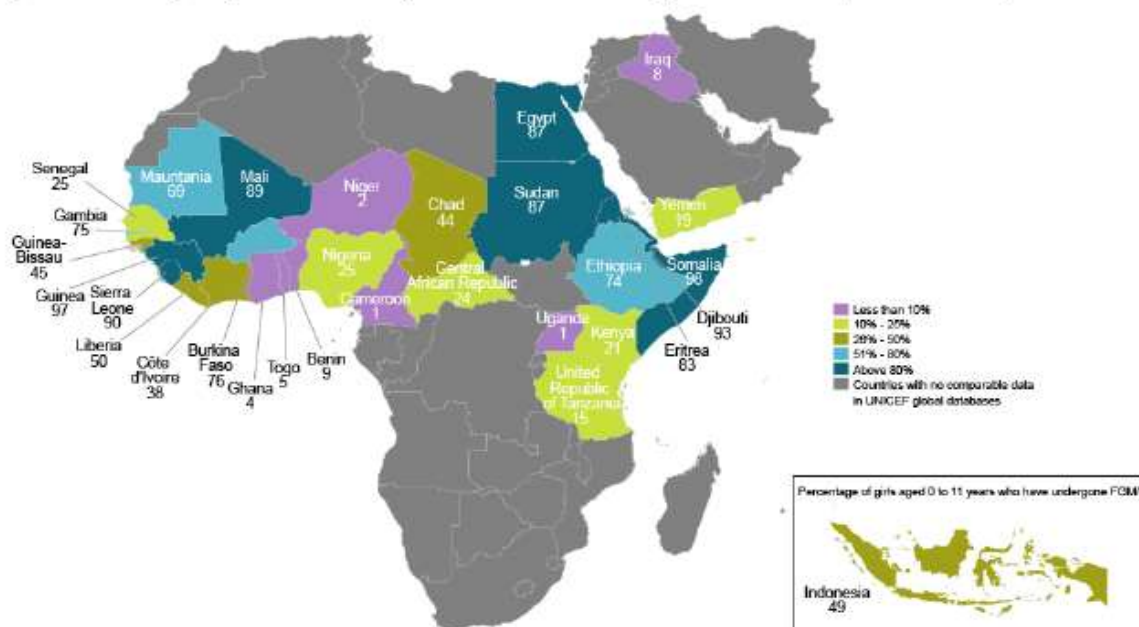 Iraq
8
Egypt
87
Senegal
25
Mauritania
69
Mali
89
Niger
2
Chad
44
Sudan
87
Yemen
19
Gambia
75
Guinea-
Bissau
45
Nigeria
25
Central
African Republic
24
Ethiopia
74
Somalia
98
Guinea
97
Sierra
Leone
90
Cameroon
1
Uganda
1
Kenya
21
Djibouti
93
Eritrea
83
Liberia
50
Côte
d'Ivoire
38
Burkina
Faso
76
Ghana
4
Togo
5
Benin
9
United
Republic
of Tanzania
15
Less than 10%
10% - 25%
26% - 50%
51% - 80%
Above 80%
Countries with no comparable data
in UNICEF global databases
Percentage of girls aged 0 to 11 years who have undergone FGM/
Indonesia
49